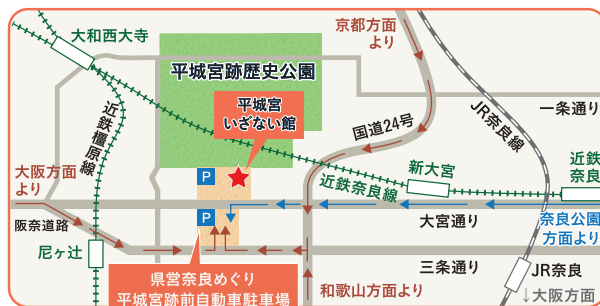 京都方面
より
大和西大寺
平城宮跡歴史公園
平城宮
いざない館
国道24号
JR奈良線
一条通り
近鉄橿原線
P
近鉄奈良線
新大宮
近鉄
奈良
大阪方面
より
P
大宮通り
奈良公園
方面より
阪奈道路
尼ヶ辻
三条通り
県営奈良めぐり
平城宮跡前自動車駐車場
和歌山方面より
JR奈良
↓大阪方面